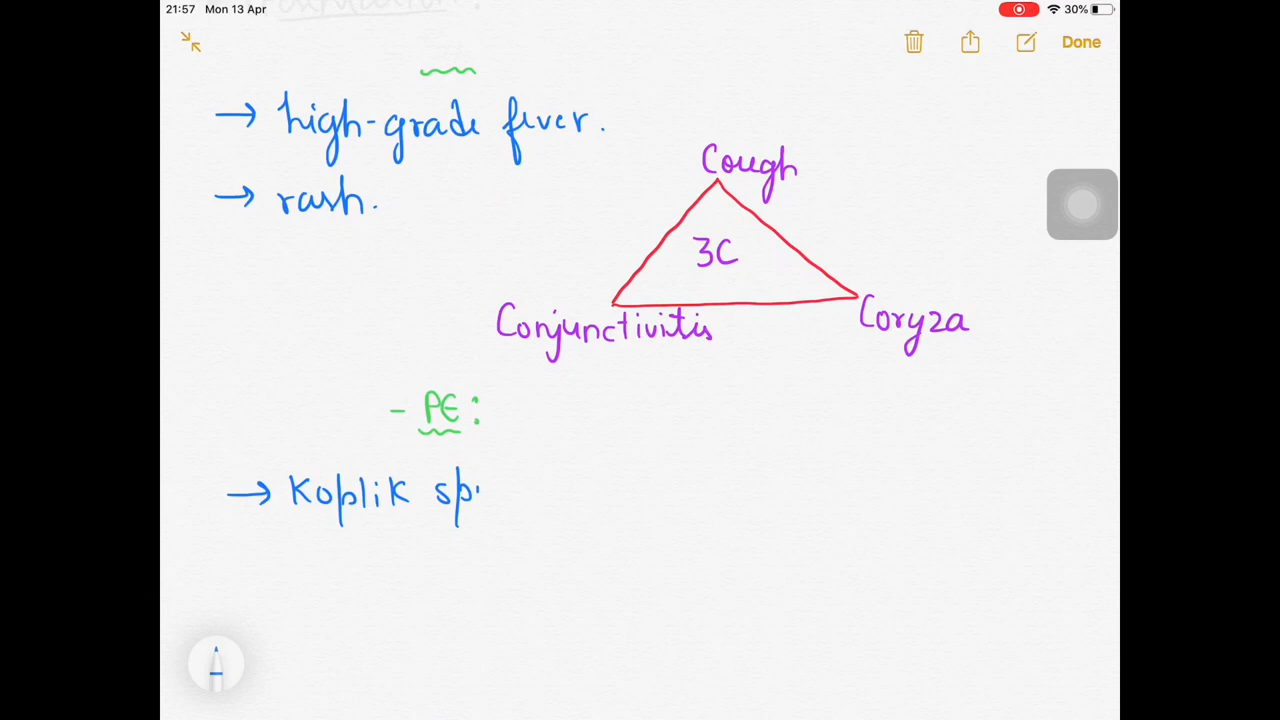 21:57 Mon 13 Apr
30%
Done
→ high-grade fever.
Cough
→ rash.
3C
Conjunctivitis
Coryza
- PE:
→ Koplik sp